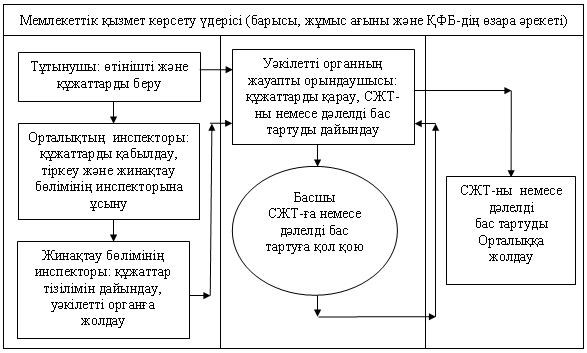 Мемлекеттік қызмет көрсету үдерісі (барысы, жұмыс ағыны және ҚФБ-дің өзара әрекеті)
Тұтынушы: өтінішті және
құжаттарды беру
Орталықтың инспекторы:
құжаттарды қабылдау,
тіркеу және жинақтау
бөлімінің инспекторына
ұсыну
Жинақтау бөлімінің
инспекторы: құжаттар
тізілімін дайындау,
уәкілетті органға
жолдау
Уәкілетті органның
жауапты орындаушысы:
құжаттарды қарау, СЖТ-
ны немесе дәлелді бас
тартуды дайындау
Басшы
СЖТ-ға немесе
дәлелді бас
тартуға қол қою
СЖТ-ны немесе
дәлелді
бас тартуды
Орталыққа
жолдау